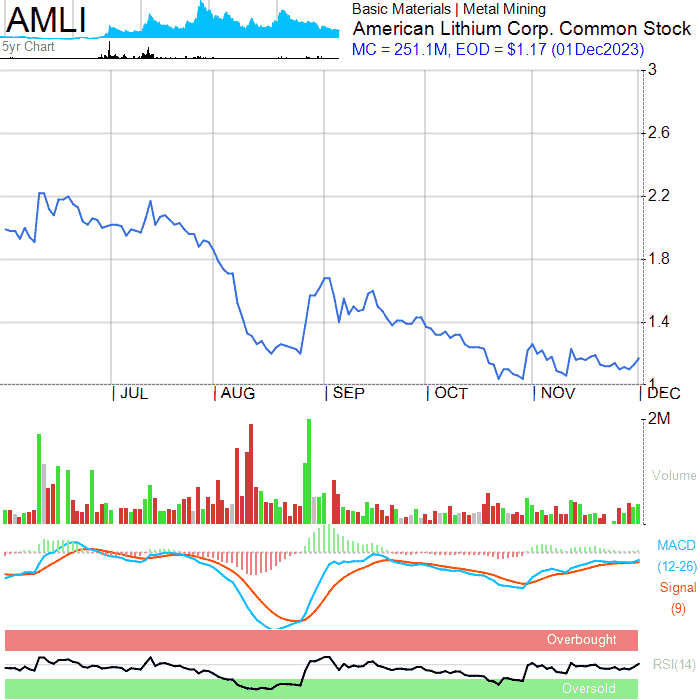 AMLI
5yr Chart
Basic Materials | Metal Mining
American Lithium Corp. Common Stock
MC = 251.1M, EOD = $1.17 (01Dec2023)
3
2.6
2.2
1.8
1.4
1
JUL AUG SEP OCT NOV DEC
2M
Volume
MACD
(12-26)
Signal
(9)
Overbought
RSI(14)
Oversold